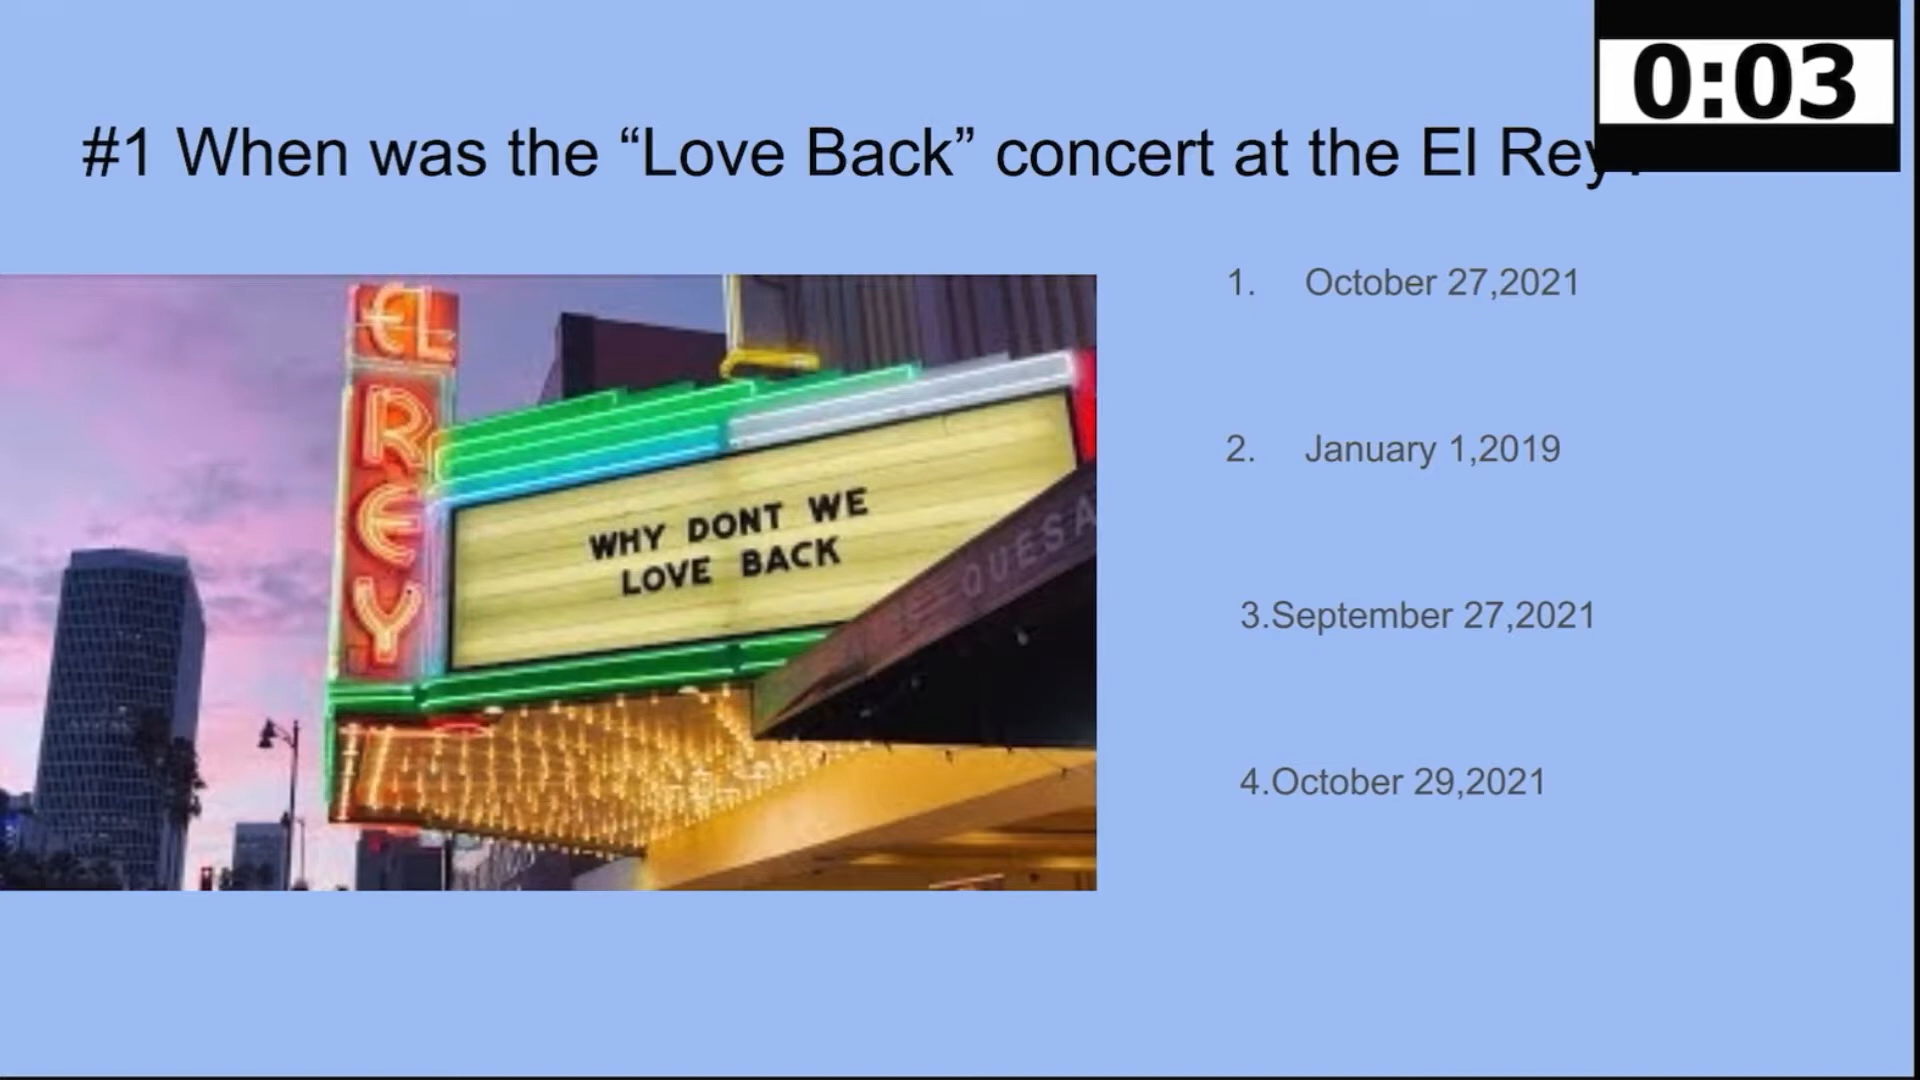 0:03
#1 When was the “Love Back” concert at the El Rey?
1. October 27,2021
2. January 1,2019
3.September 27,2021
4.October 29,2021
EL
REY
WHY DONT WE
LOVE BACK
QUESA